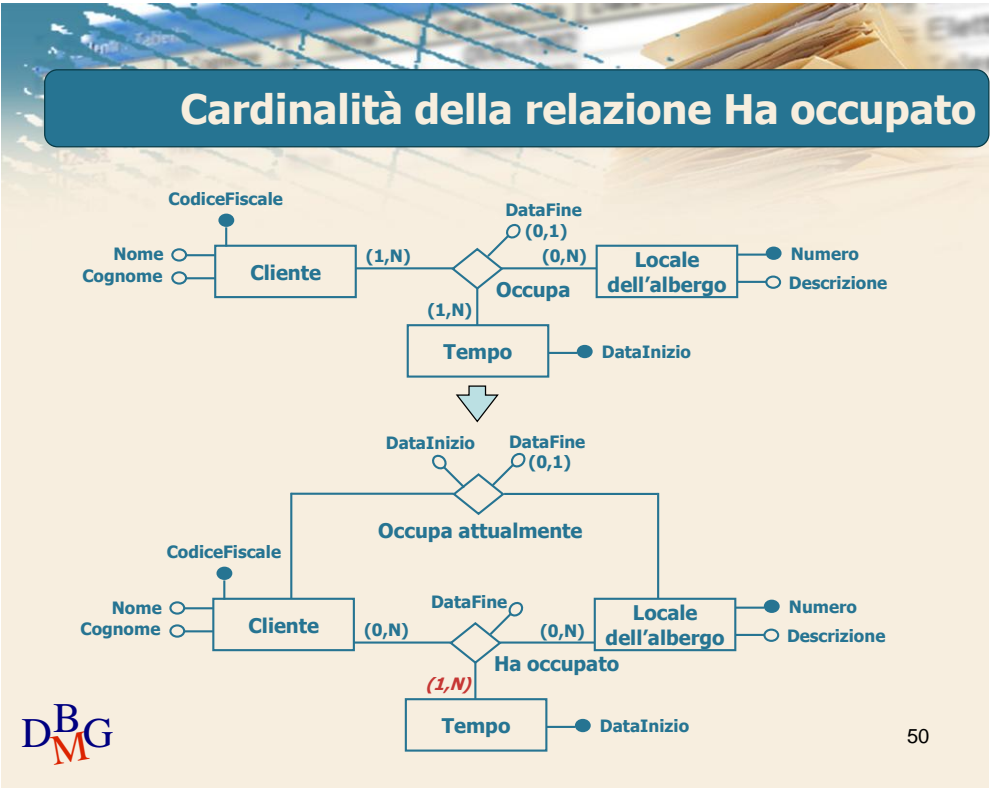 Cardinalità della relazione Ha occupato
CodiceFiscale
DataFine
(0,1)
Nome
Cognome
Cliente
(1,N)
(0,N)
Occupa
Locale
dell'albergo
Numero
Descrizione
(1,N)
Tempo
DataInizio
DataInizio
DataFine
(0,1)
Occupa attualmente
CodiceFiscale
Nome
Cognome
Cliente
(0,N)
DataFine
(0,N)
Ha occupato
Locale
dell'albergo
Numero
Descrizione
(1,N)
Tempo
DataInizio
DBMG
50